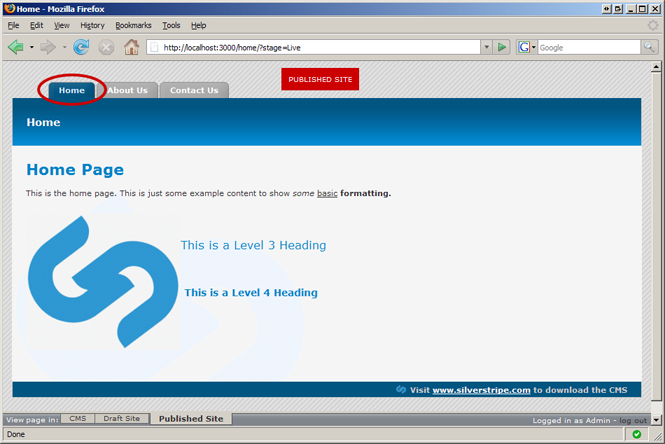 Home - Mozilla Firefox
File Edit View History Bookmarks Tools Help
http://localhost:3000/home/?stage=Live
G Google
PUBLISHED SITE
Home About Us Contact Us
Home
Home Page
This is the home page. This is just some example content to show some basic formatting.
This is a Level 3 Heading
This is a Level 4 Heading
Visit www.silverstripe.com to download the CMS
View page in: CMS Draft Site Published Site Logged in as Admin - log out
Done